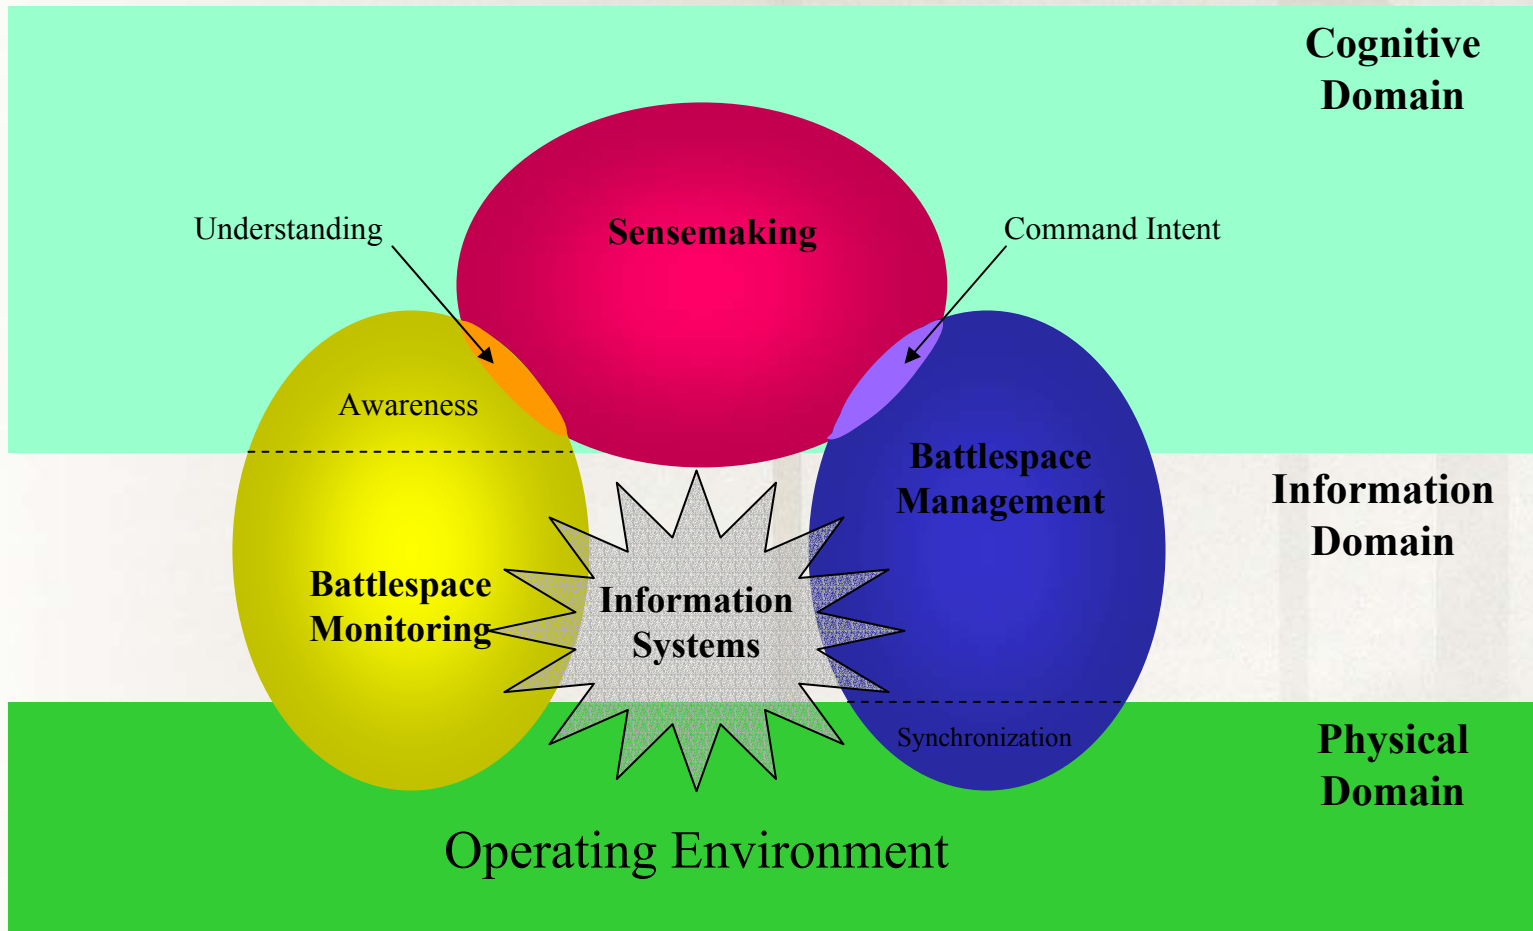 Cognitive
Domain
Understanding
Sensemaking
Command Intent
Awareness
Battlespace
Management
Information
Domain
Battlespace
Monitoring
Information
Systems
Synchronization
Physical
Domain
Operating Environment